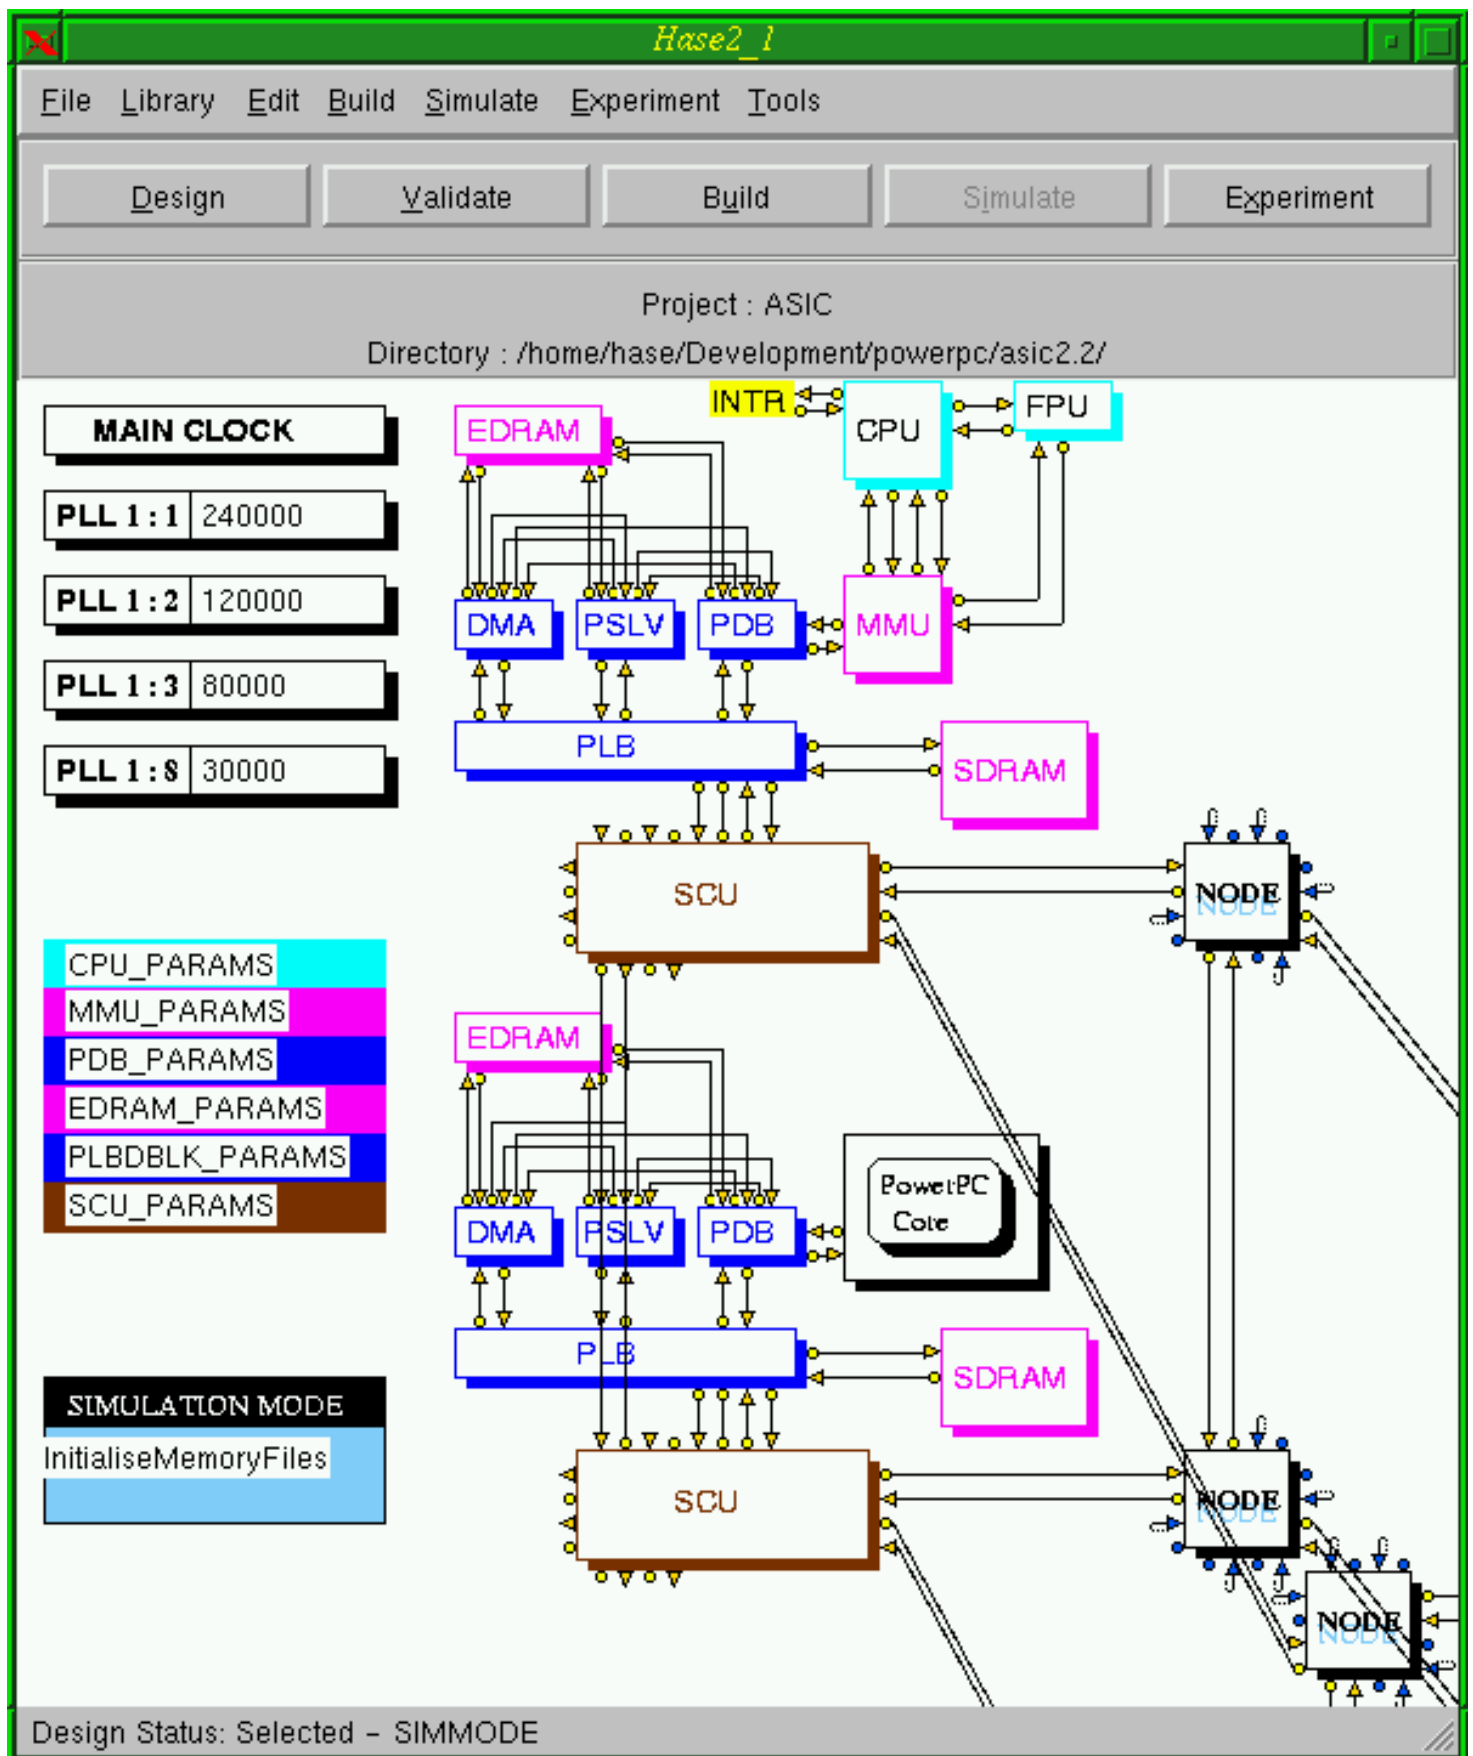 Hase2_1
File Library Edit Build Simulate Experiment Tools
Design Validate Build Simulate Experiment
Project : ASIC
Directory : /home/hase/Development/powerpc/asic2.2/
MAIN CLOCK
PLL 1 : 1 240000
PLL 1 : 2 120000
PLL 1 : 3 80000
PLL 1 : 8 30000
INTR CPU FPU
EDRAM
DMA PSLV PDB MMU
PLB
SDRAM
SCU
NODE
NODE
CPU_PARAMS
MMU_PARAMS
PDB_PARAMS
EDRAM_PARAMS
PLBDBLK_PARAMS
SCU_PARAMS
EDRAM
PowerPC
Core
DMA PSLV PDB
PLB
SDRAM
SIMULATION MODE
InitialiseMemoryFiles
SCU
NODE
NODE
NODE
NODE
Design Status: Selected – SIMMODE